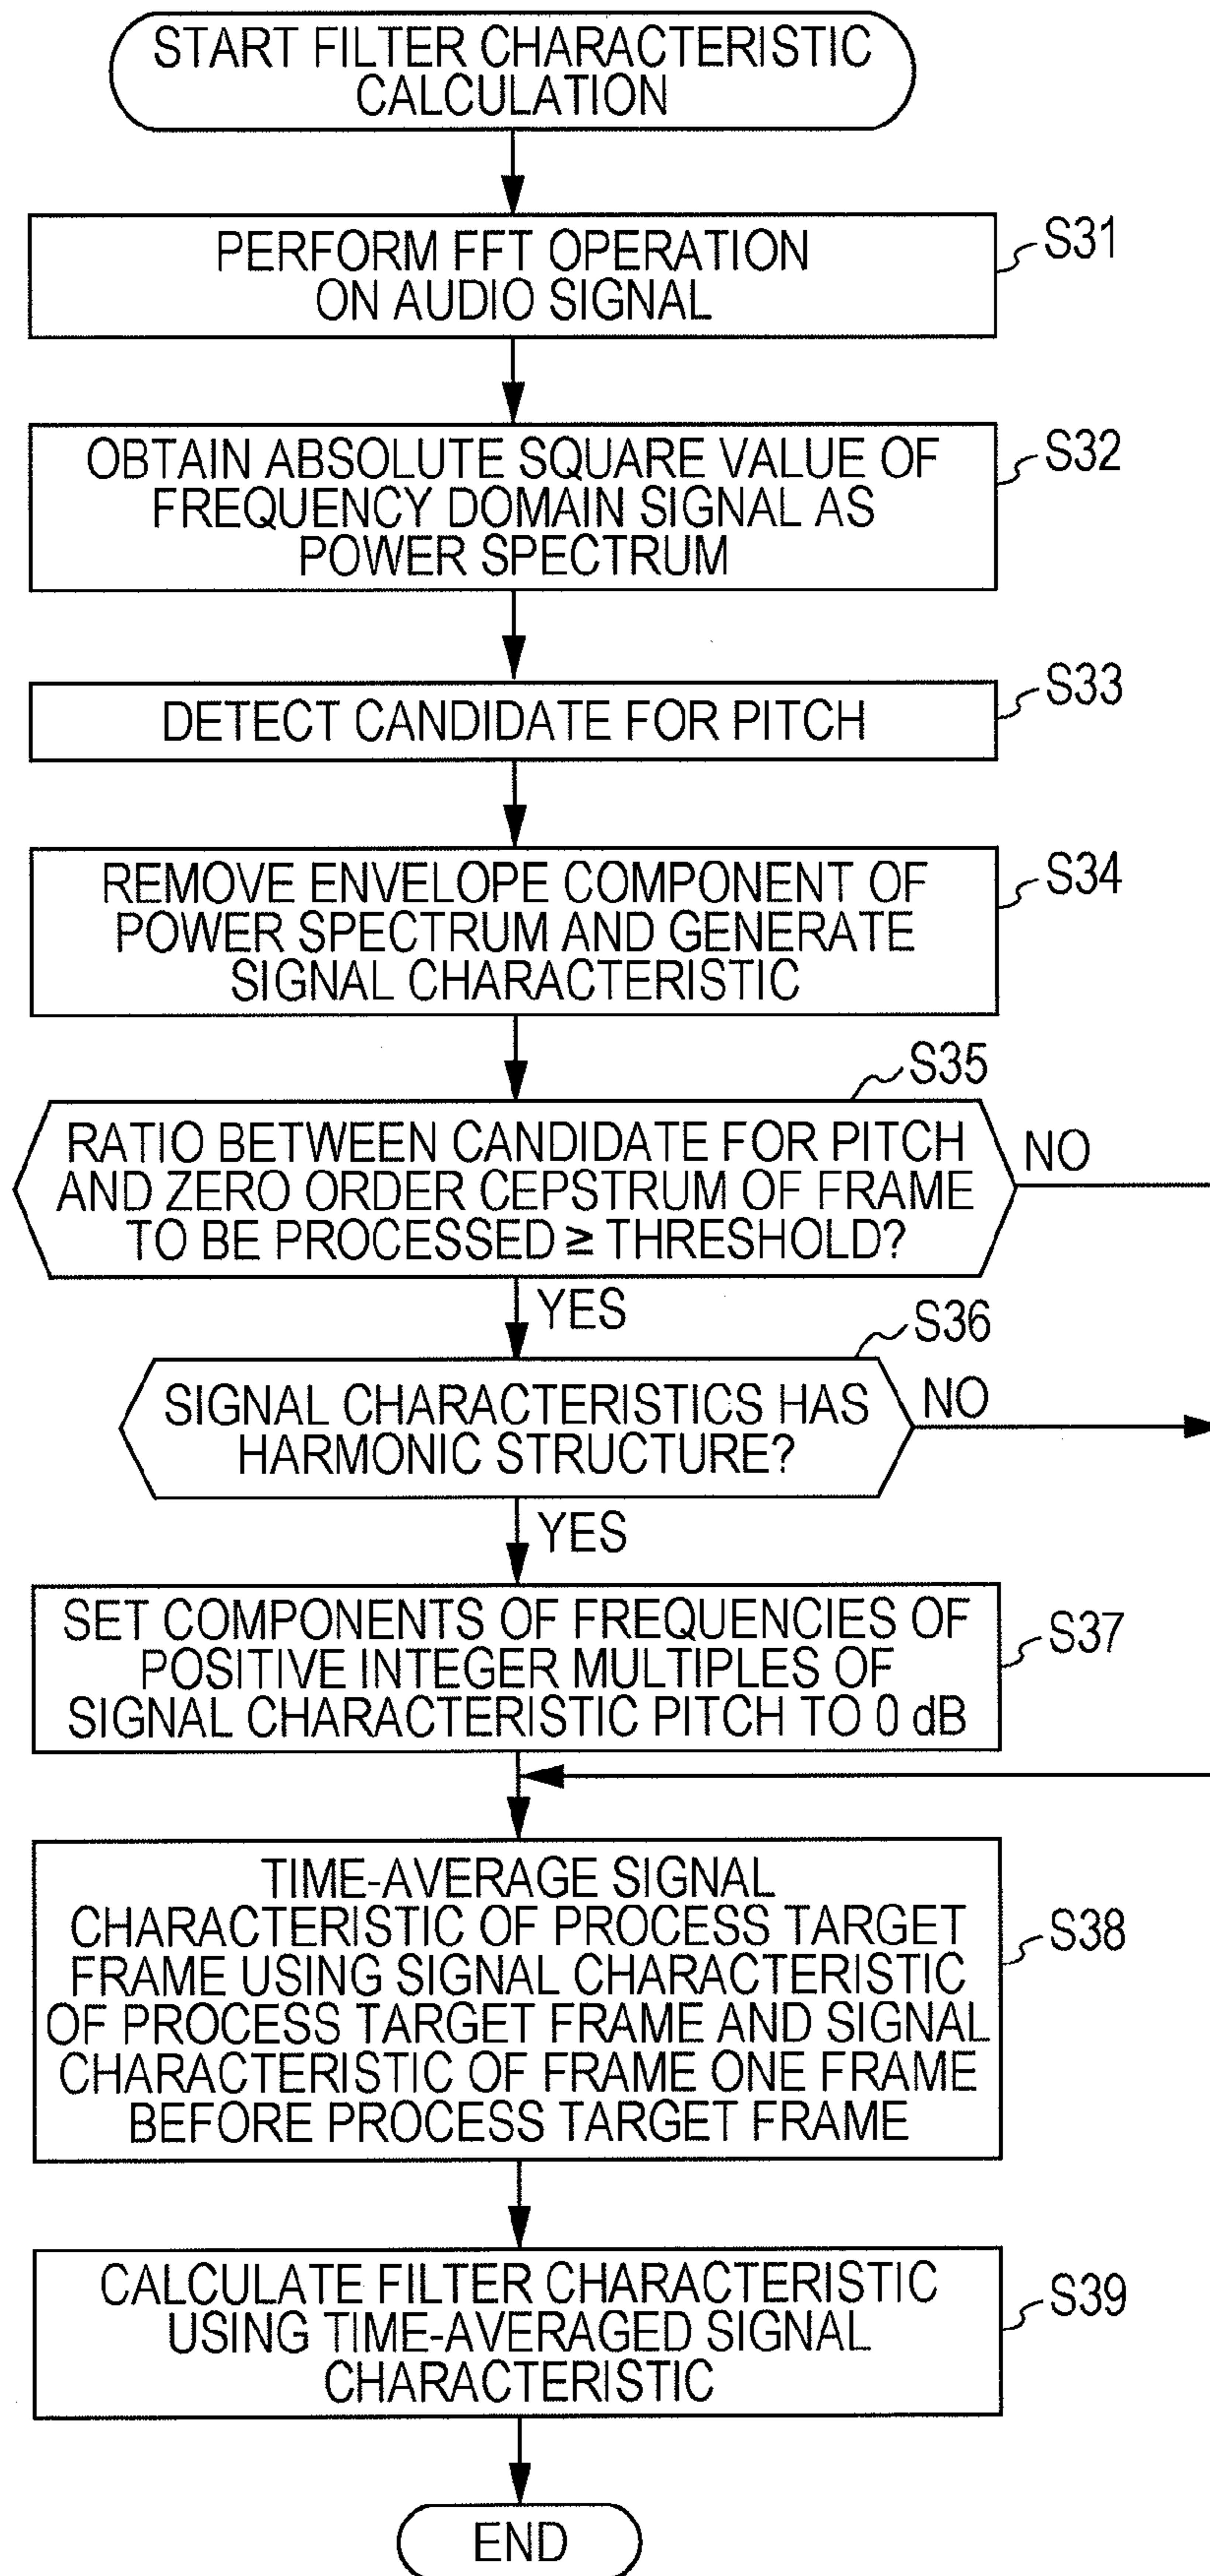 START FILTER CHARACTERISTIC
CALCULATION
PERFORM FFT OPERATION
ON AUDIO SIGNAL
S31
OBTAIN ABSOLUTE SQUARE VALUE OF
FREQUENCY DOMAIN SIGNAL AS
POWER SPECTRUM
S32
DETECT CANDIDATE FOR PITCH
S33
REMOVE ENVELOPE COMPONENT OF
POWER SPECTRUM AND GENERATE
SIGNAL CHARACTERISTIC
S34
S35
RATIO BETWEEN CANDIDATE FOR PITCH
AND ZERO ORDER CEPSTRUM OF FRAME
TO BE PROCESSED ≥ THRESHOLD?
NO
YES
S36
SIGNAL CHARACTERISTICS HAS
HARMONIC STRUCTURE?
NO
YES
SET COMPONENTS OF FREQUENCIES OF
POSITIVE INTEGER MULTIPLES OF
SIGNAL CHARACTERISTIC PITCH TO 0 dB
S37
TIME-AVERAGE SIGNAL
CHARACTERISTIC OF PROCESS TARGET
FRAME USING SIGNAL CHARACTERISTIC
OF PROCESS TARGET FRAME AND SIGNAL
CHARACTERISTIC OF FRAME ONE FRAME
BEFORE PROCESS TARGET FRAME
S38
CALCULATE FILTER CHARACTERISTIC
USING TIME-AVERAGED SIGNAL
CHARACTERISTIC
S39
END